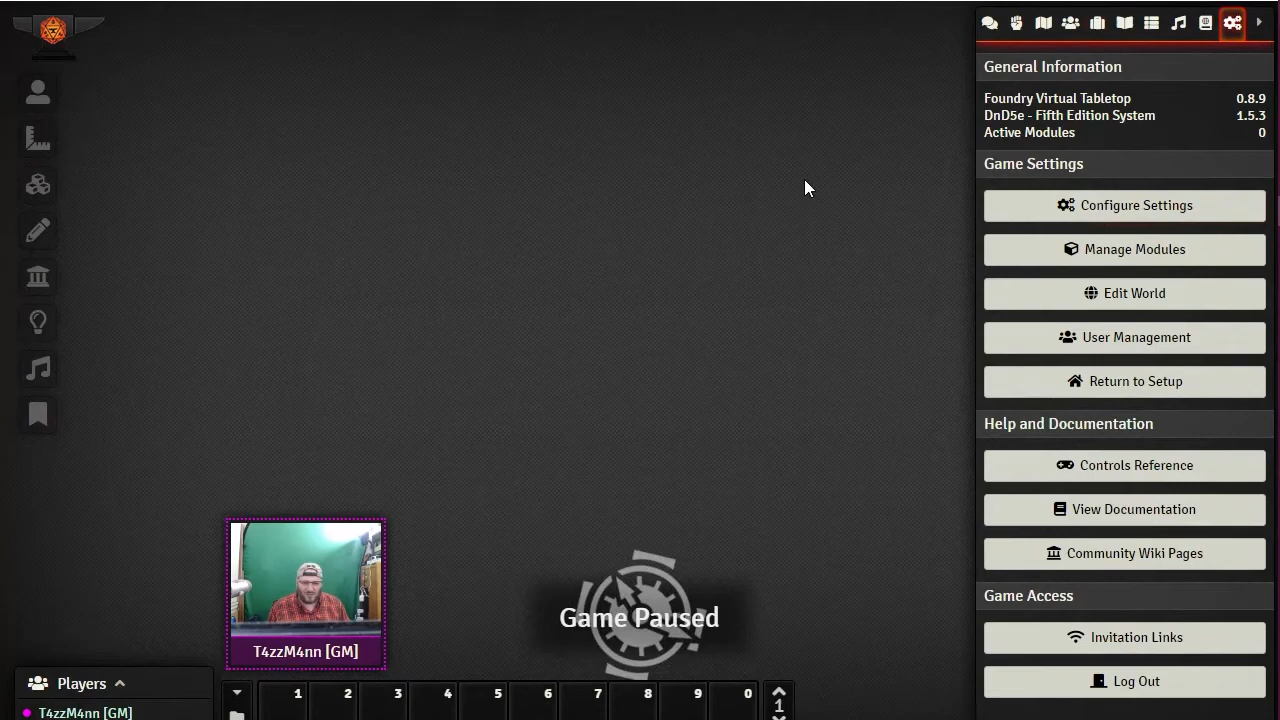 General Information
Foundry Virtual Tabletop 0.8.9
DnD5e - Fifth Edition System 1.5.3
Active Modules 0
Game Settings
Configure Settings
Manage Modules
Edit World
User Management
Return to Setup
Help and Documentation
Controls Reference
View Documentation
Community Wiki Pages
Game Access
Invitation Links
Log Out
Game Paused
T4zzM4nn [GM]
Players
T4zzM4nn [GM]
1 2 3 4 5 6 7 8 9 0
1